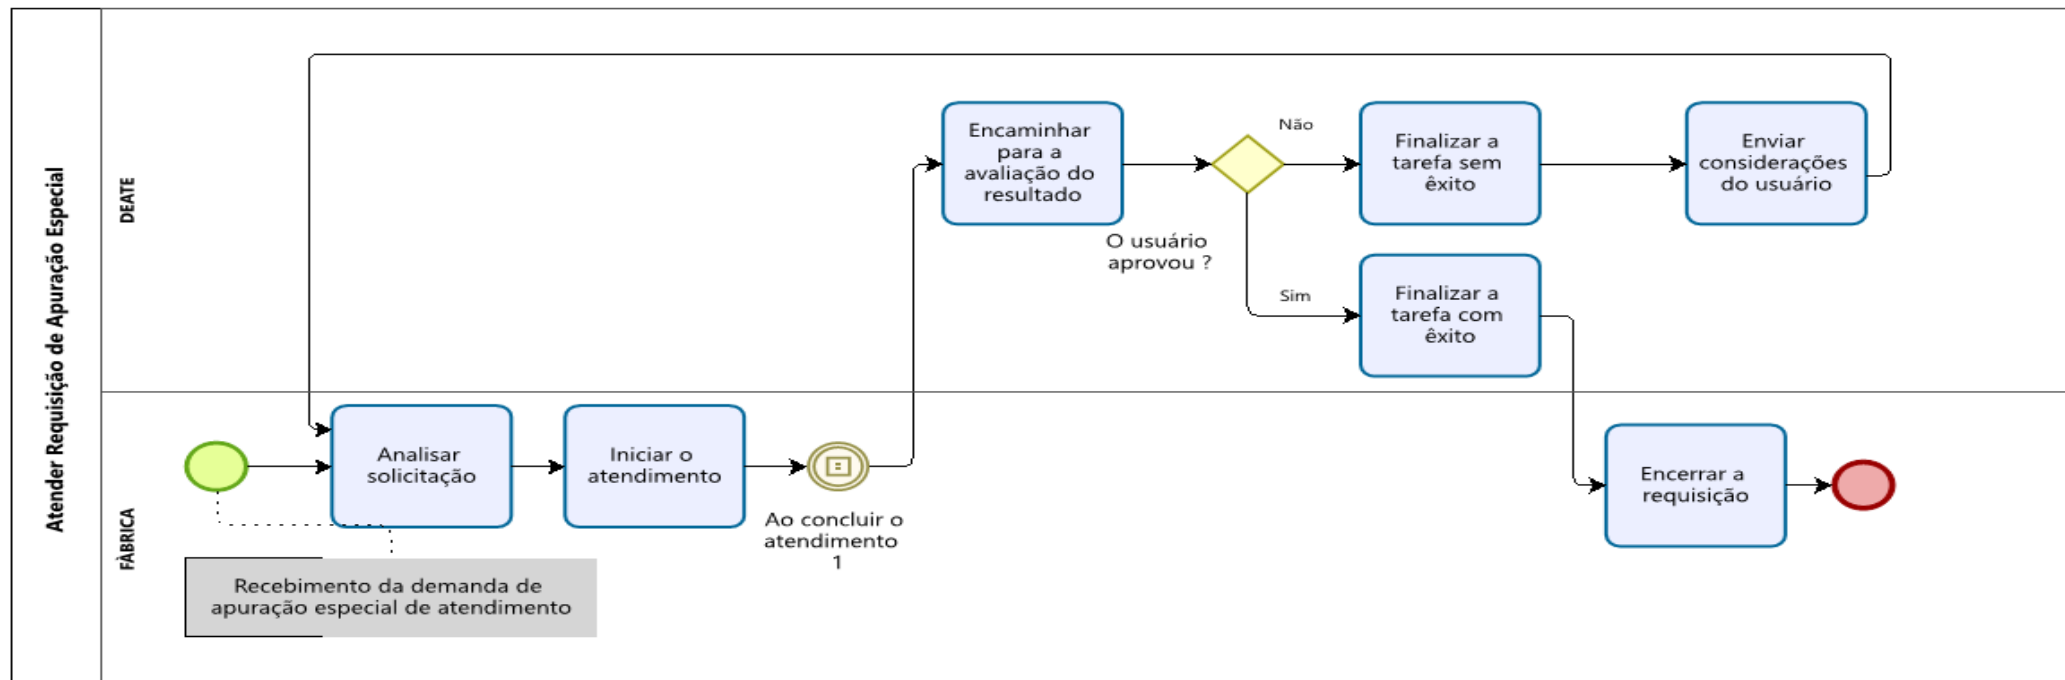 Atender Requisição de Apuração Especial
DEATE
Encaminhar
para a
avaliação do
resultado
O usuário
aprovou ?
Não
Sim
Finalizar a
tarefa sem
êxito
Enviar
considerações
do usuário
Finalizar a
tarefa com
êxito
FÀBRICA
Analisar
solicitação
Iniciar o
atendimento
Ao concluir o
atendimento
1
Encerrar a
requisição
Recebimento da demanda de
apuração especial de atendimento